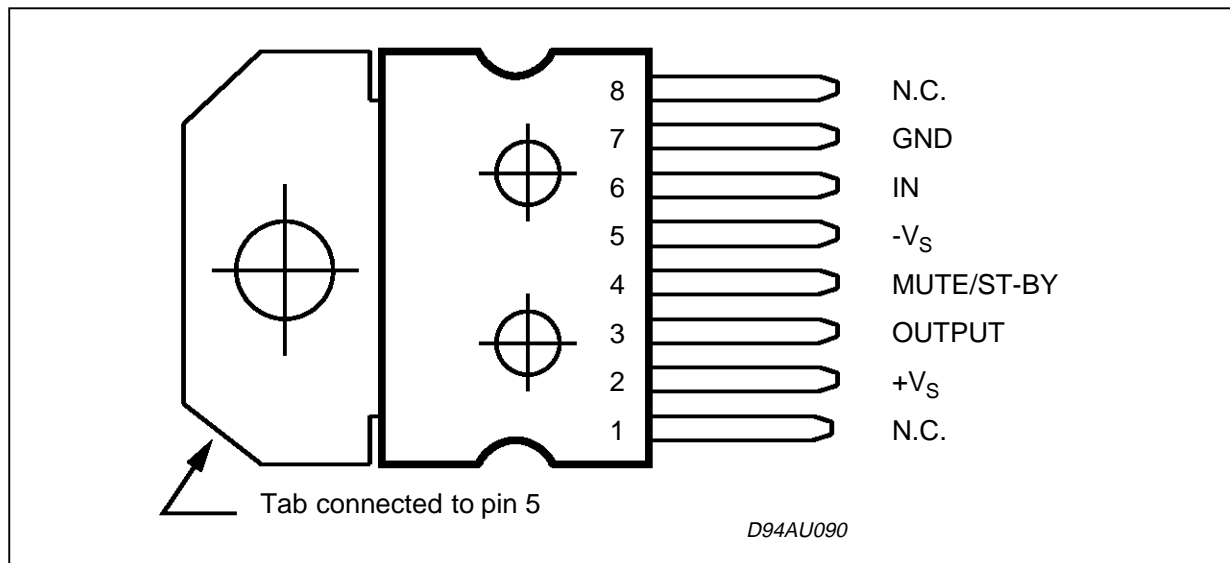 8 N.C.
7 GND
6 IN
5 -VS
4 MUTE/ST-BY
3 OUTPUT
2 +VS
1 N.C.
Tab connected to pin 5
D94AU090